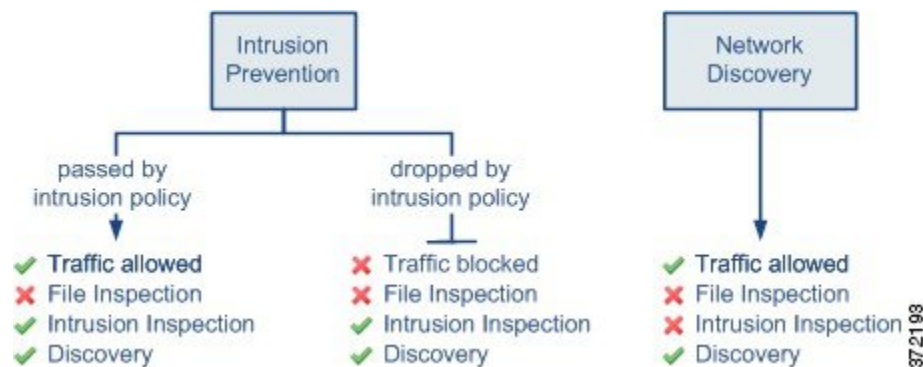 Intrusion
Prevention
Network
Discovery
passed by
intrusion policy
dropped by
intrusion policy
Traffic allowed
File Inspection
Intrusion Inspection
Discovery
Traffic blocked
File Inspection
Intrusion Inspection
Discovery
Traffic allowed
File Inspection
Intrusion Inspection
Discovery
372193